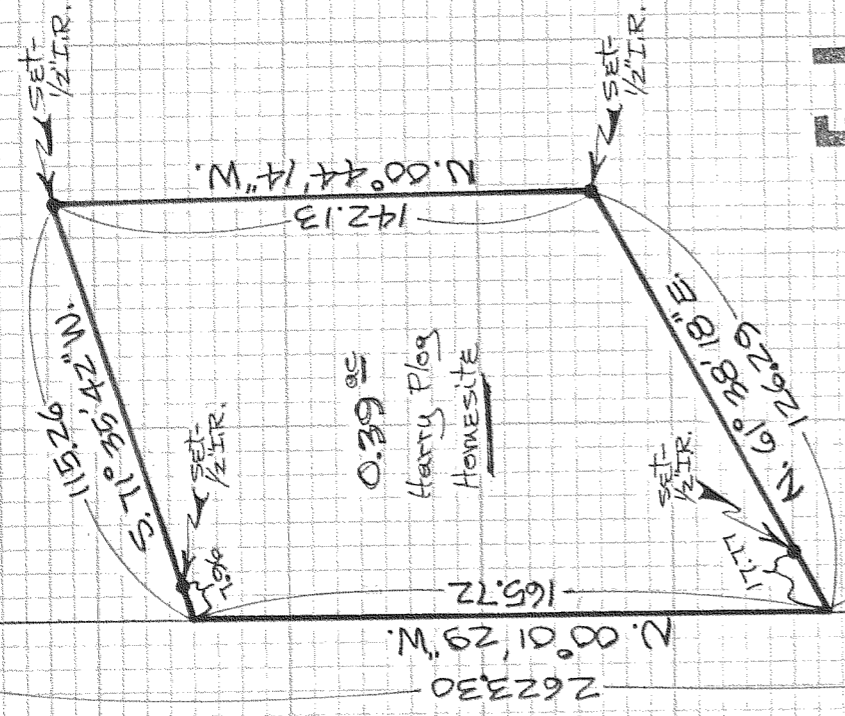 SET-
1/2" I.R.
SET-
1/2" I.R.
N. 00° 44' 14" W.
142.13
115.26
S. 71° 35' 42" W.
SET-
1/2" I.R.
7.96
0.39 ac
Harry Plog
Homesite
SET-
1/2" I.R.
17.77
N. 61° 38' 18" E.
126.29
165.72
N. 00° 01' 29" W.
2623.30